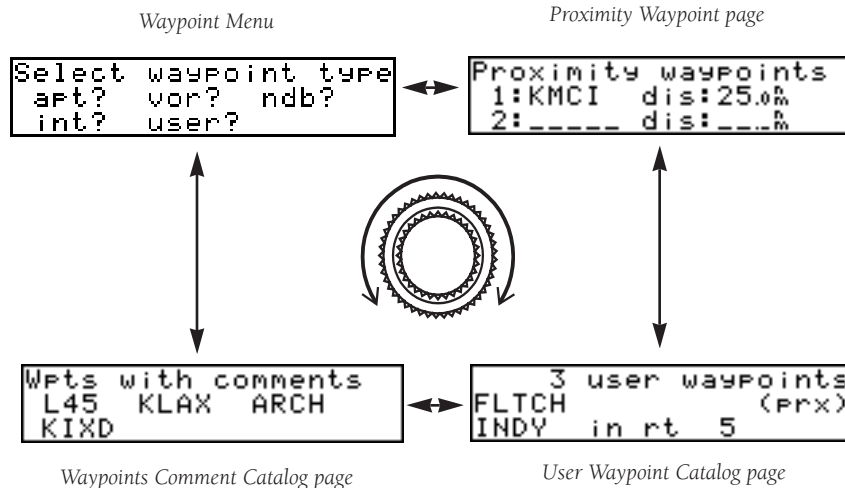 Waypoint Menu
Proximity Waypoint page
Select waypoint type
apt? vor? ndb?
int? user?
Proximity waypoints
1:KMCI dis:25.0nm
2:_____ dis:__._nm
Wpts with comments
L45 KLAX ARCH
KIXD
3 user waypoints
FLTCH (prx)
INDY in rt 5
Waypoints Comment Catalog page
User Waypoint Catalog page